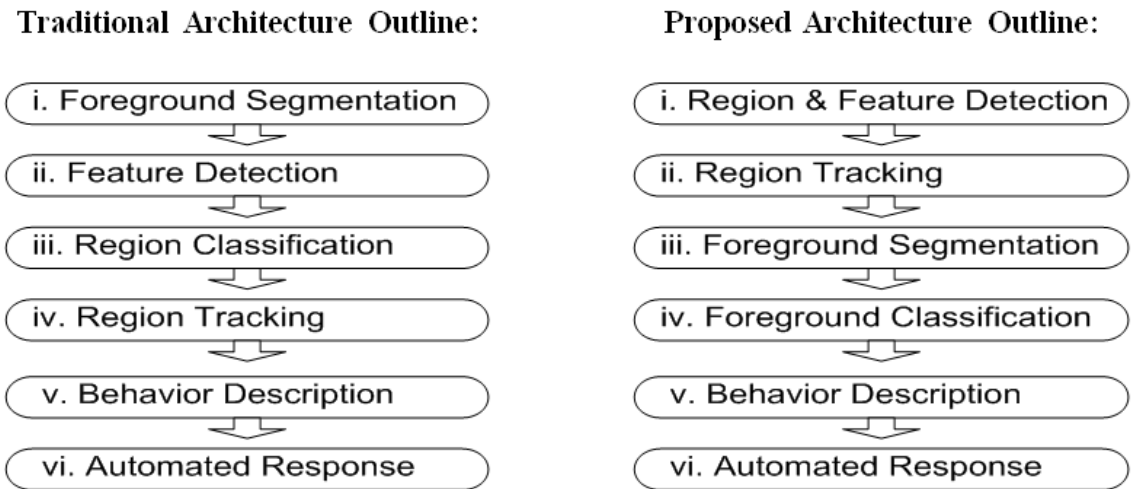 Traditional Architecture Outline:
i. Foreground Segmentation
ii. Feature Detection
iii. Region Classification
iv. Region Tracking
v. Behavior Description
vi. Automated Response
Proposed Architecture Outline:
i. Region & Feature Detection
ii. Region Tracking
iii. Foreground Segmentation
iv. Foreground Classification
v. Behavior Description
vi. Automated Response